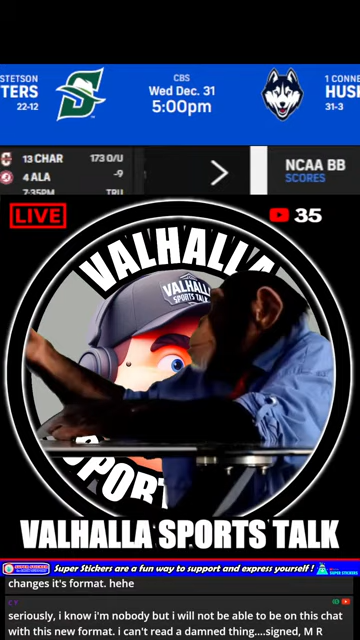 STETSON
TERS
22-12
CBS
Wed Dec. 31
5:00pm
1 CONNE
HUSK
31-3
13 CHAR 173 O/U
4 ALA -9
7:35PM TRU
NCAA BB
SCORES
LIVE
35
VALHALLA
VALHALLA
SPORTS TALK
SPORT
VALHALLA SPORTS TALK
Super Stickers are a fun way to support and express yourself !
changes it's format. hehe
seriously, i know i'm nobody but i will not be able to be on this chat
with this new format. i can't read a damned thing....signed, M R